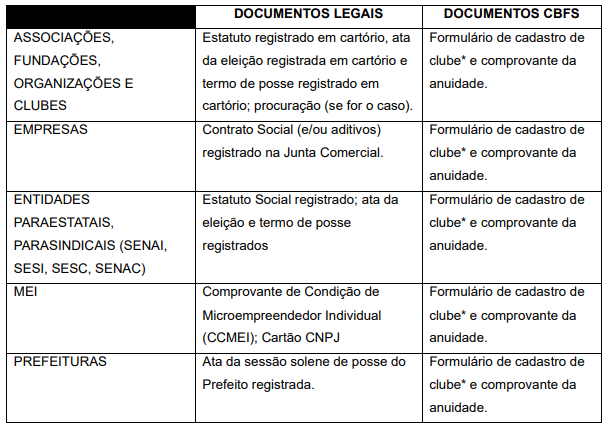 DOCUMENTOS LEGAIS
DOCUMENTOS CBFS
ASSOCIAÇÕES,
FUNDAÇÕES,
ORGANIZAÇÕES E
CLUBES
Estatuto registrado em cartório, ata
da eleição registrada em cartório e
termo de posse registrado em
cartório; procuração (se for o caso).
Formulário de cadastro de
clube* e comprovante da
anuidade.
EMPRESAS
Contrato Social (e/ou aditivos)
registrado na Junta Comercial.
Formulário de cadastro de
clube* e comprovante da
anuidade.
ENTIDADES
PARAESTATAIS,
PARASINDICAIS (SENAI,
SESI, SESC, SENAC)
Estatuto Social registrado; ata da
eleição e termo de posse
registrados
Formulário de cadastro de
clube* e comprovante da
anuidade.
MEI
Comprovante de Condição de
Microempreendedor Individual
(CCMEI); Cartão CNPJ
Formulário de cadastro de
clube* e comprovante da
anuidade.
PREFEITURAS
Ata da sessão solene de posse do
Prefeito registrada.
Formulário de cadastro de
clube* e comprovante da
anuidade.